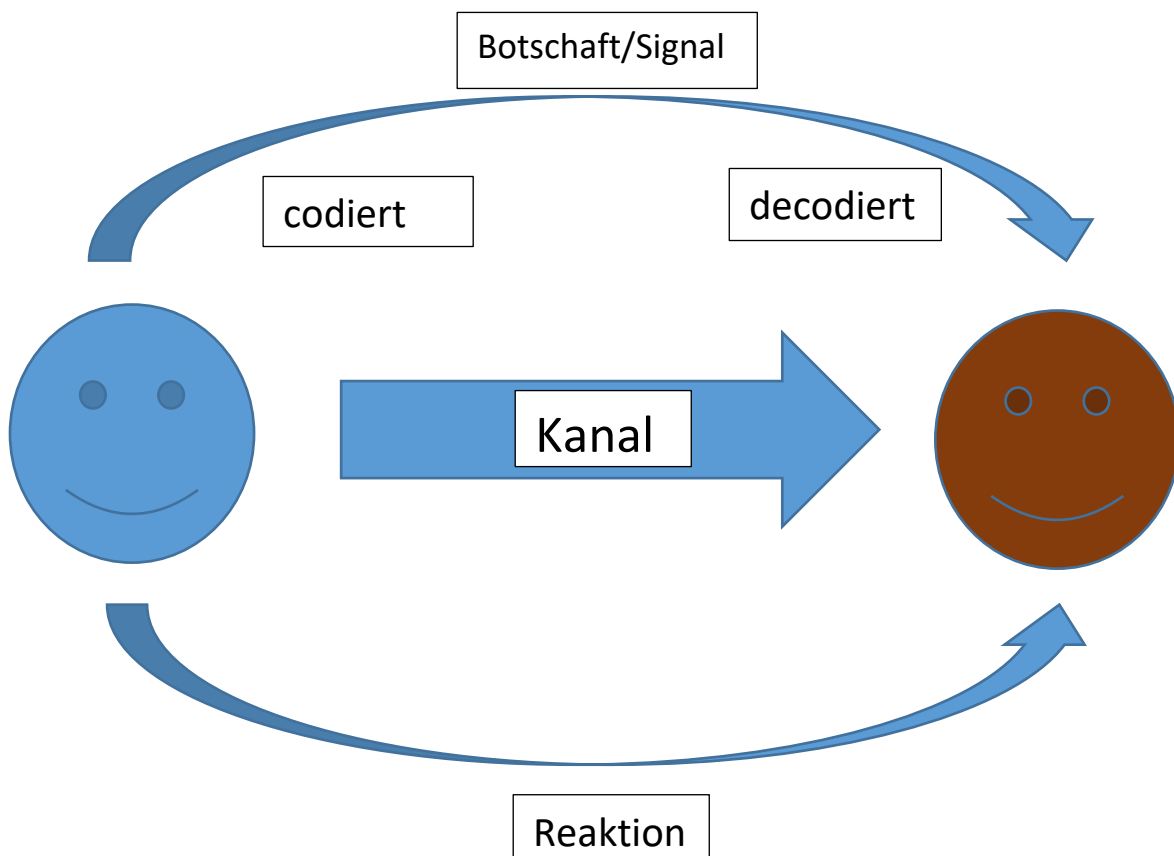 Botschaft/Signal
codiert
decodiert
Kanal
Reaktion